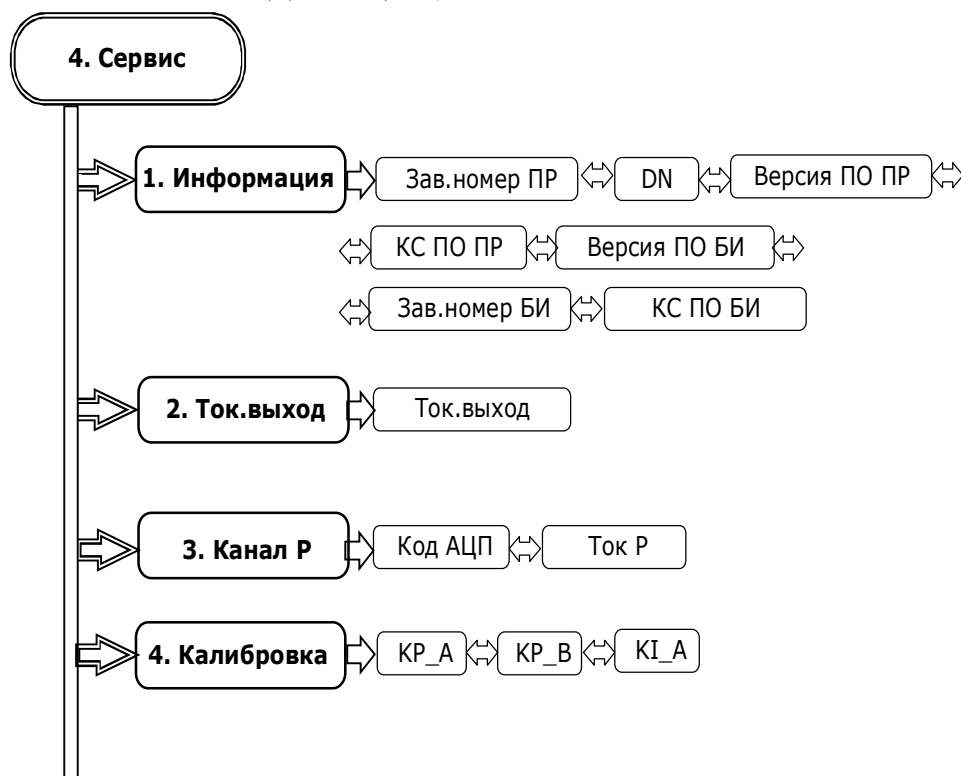 4. Сервис
1. Информация Зав.номер ПР DN Версия ПО ПР
КС ПО ПР Версия ПО БИ
Зав.номер БИ КС ПО БИ
2. Ток.выход Ток.выход
3. Канал Р Код АЦП Ток Р
4. Калибровка KP_A KP_B KI_A